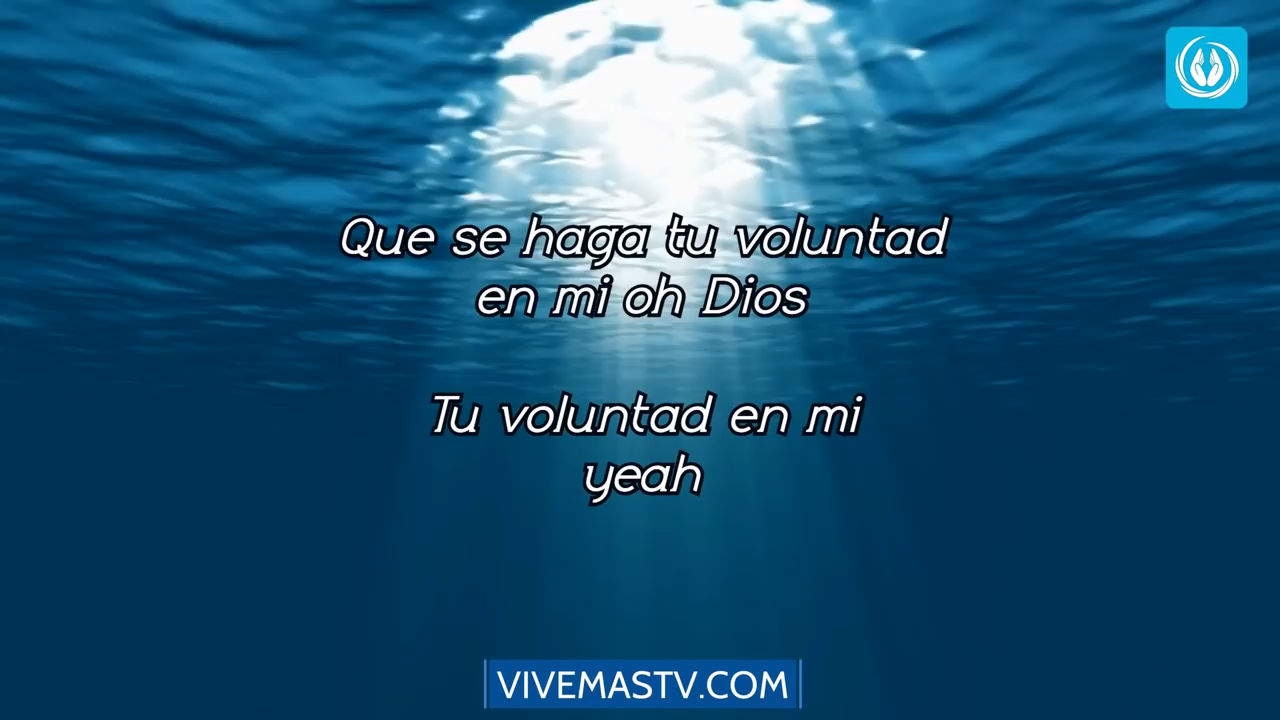 Que se haga tu voluntad
en mi oh Dios
Tu voluntad en mi
yeah
VIVEMASTV.COM